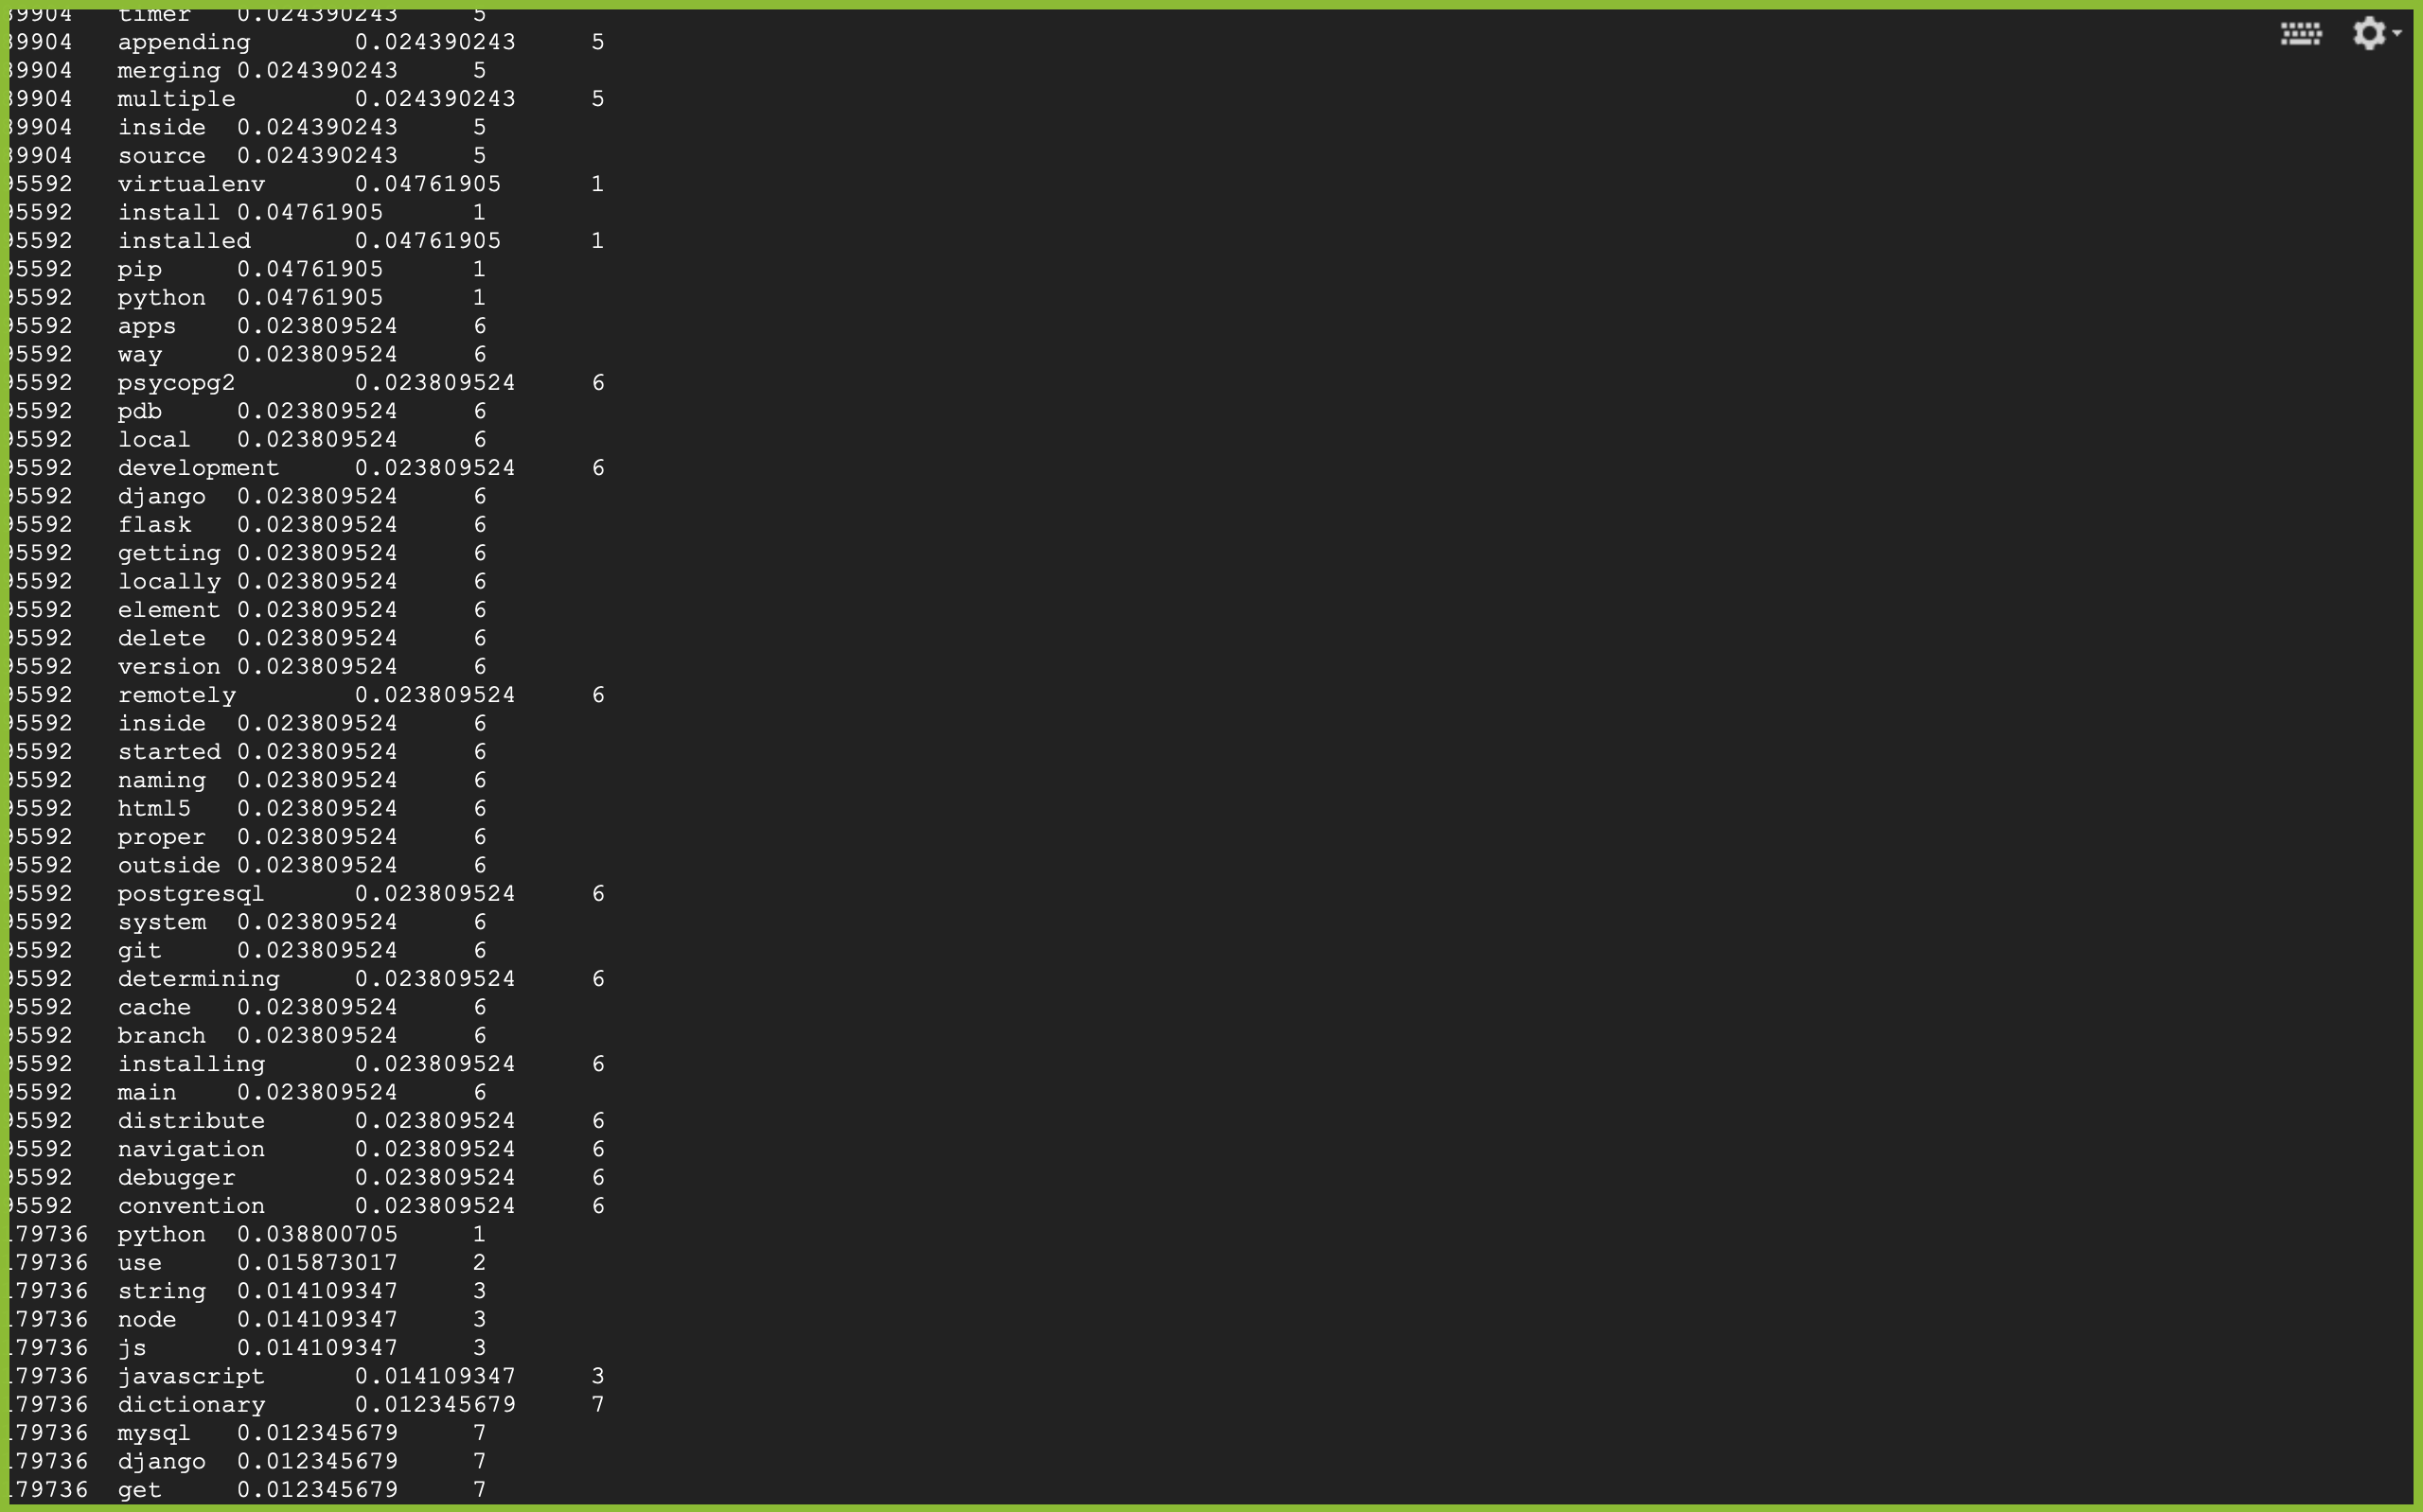 39904 timer 0.024390243 5
39904 appending 0.024390243 5
39904 merging 0.024390243 5
39904 multiple 0.024390243 5
39904 inside 0.024390243 5
39904 source 0.024390243 5
95592 virtualenv 0.04761905 1
95592 install 0.04761905 1
95592 installed 0.04761905 1
95592 pip 0.04761905 1
95592 python 0.04761905 1
95592 apps 0.023809524 6
95592 way 0.023809524 6
95592 psycopg2 0.023809524 6
95592 pdb 0.023809524 6
95592 local 0.023809524 6
95592 development 0.023809524 6
95592 django 0.023809524 6
95592 flask 0.023809524 6
95592 getting 0.023809524 6
95592 locally 0.023809524 6
95592 element 0.023809524 6
95592 delete 0.023809524 6
95592 version 0.023809524 6
95592 remotely 0.023809524 6
95592 inside 0.023809524 6
95592 started 0.023809524 6
95592 naming 0.023809524 6
95592 html5 0.023809524 6
95592 proper 0.023809524 6
95592 outside 0.023809524 6
95592 postgresql 0.023809524 6
95592 system 0.023809524 6
95592 git 0.023809524 6
95592 determining 0.023809524 6
95592 cache 0.023809524 6
95592 branch 0.023809524 6
95592 installing 0.023809524 6
95592 main 0.023809524 6
95592 distribute 0.023809524 6
95592 navigation 0.023809524 6
95592 debugger 0.023809524 6
95592 convention 0.023809524 6
179736 python 0.038800705 1
179736 use 0.015873017 2
179736 string 0.014109347 3
179736 node 0.014109347 3
179736 js 0.014109347 3
179736 javascript 0.014109347 3
179736 dictionary 0.012345679 7
179736 mysql 0.012345679 7
179736 django 0.012345679 7
179736 get 0.012345679 7